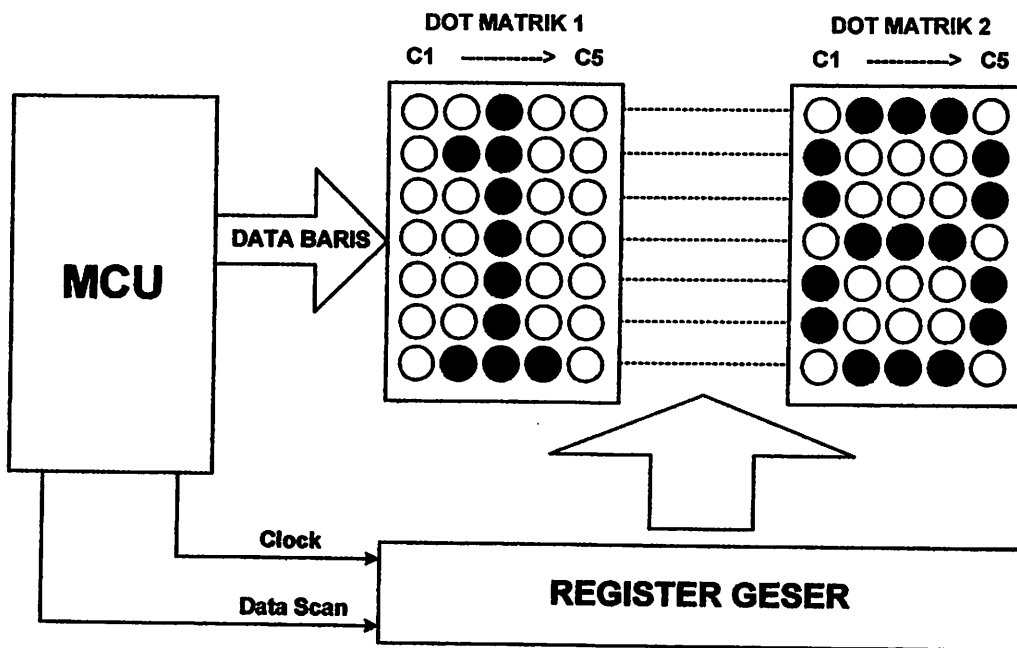 DOT MATRIK 1
C1 ----------> C5
DOT MATRIK 2
C1 ----------> C5
MCU
DATA BARIS
Clock
Data Scan
REGISTER GESER